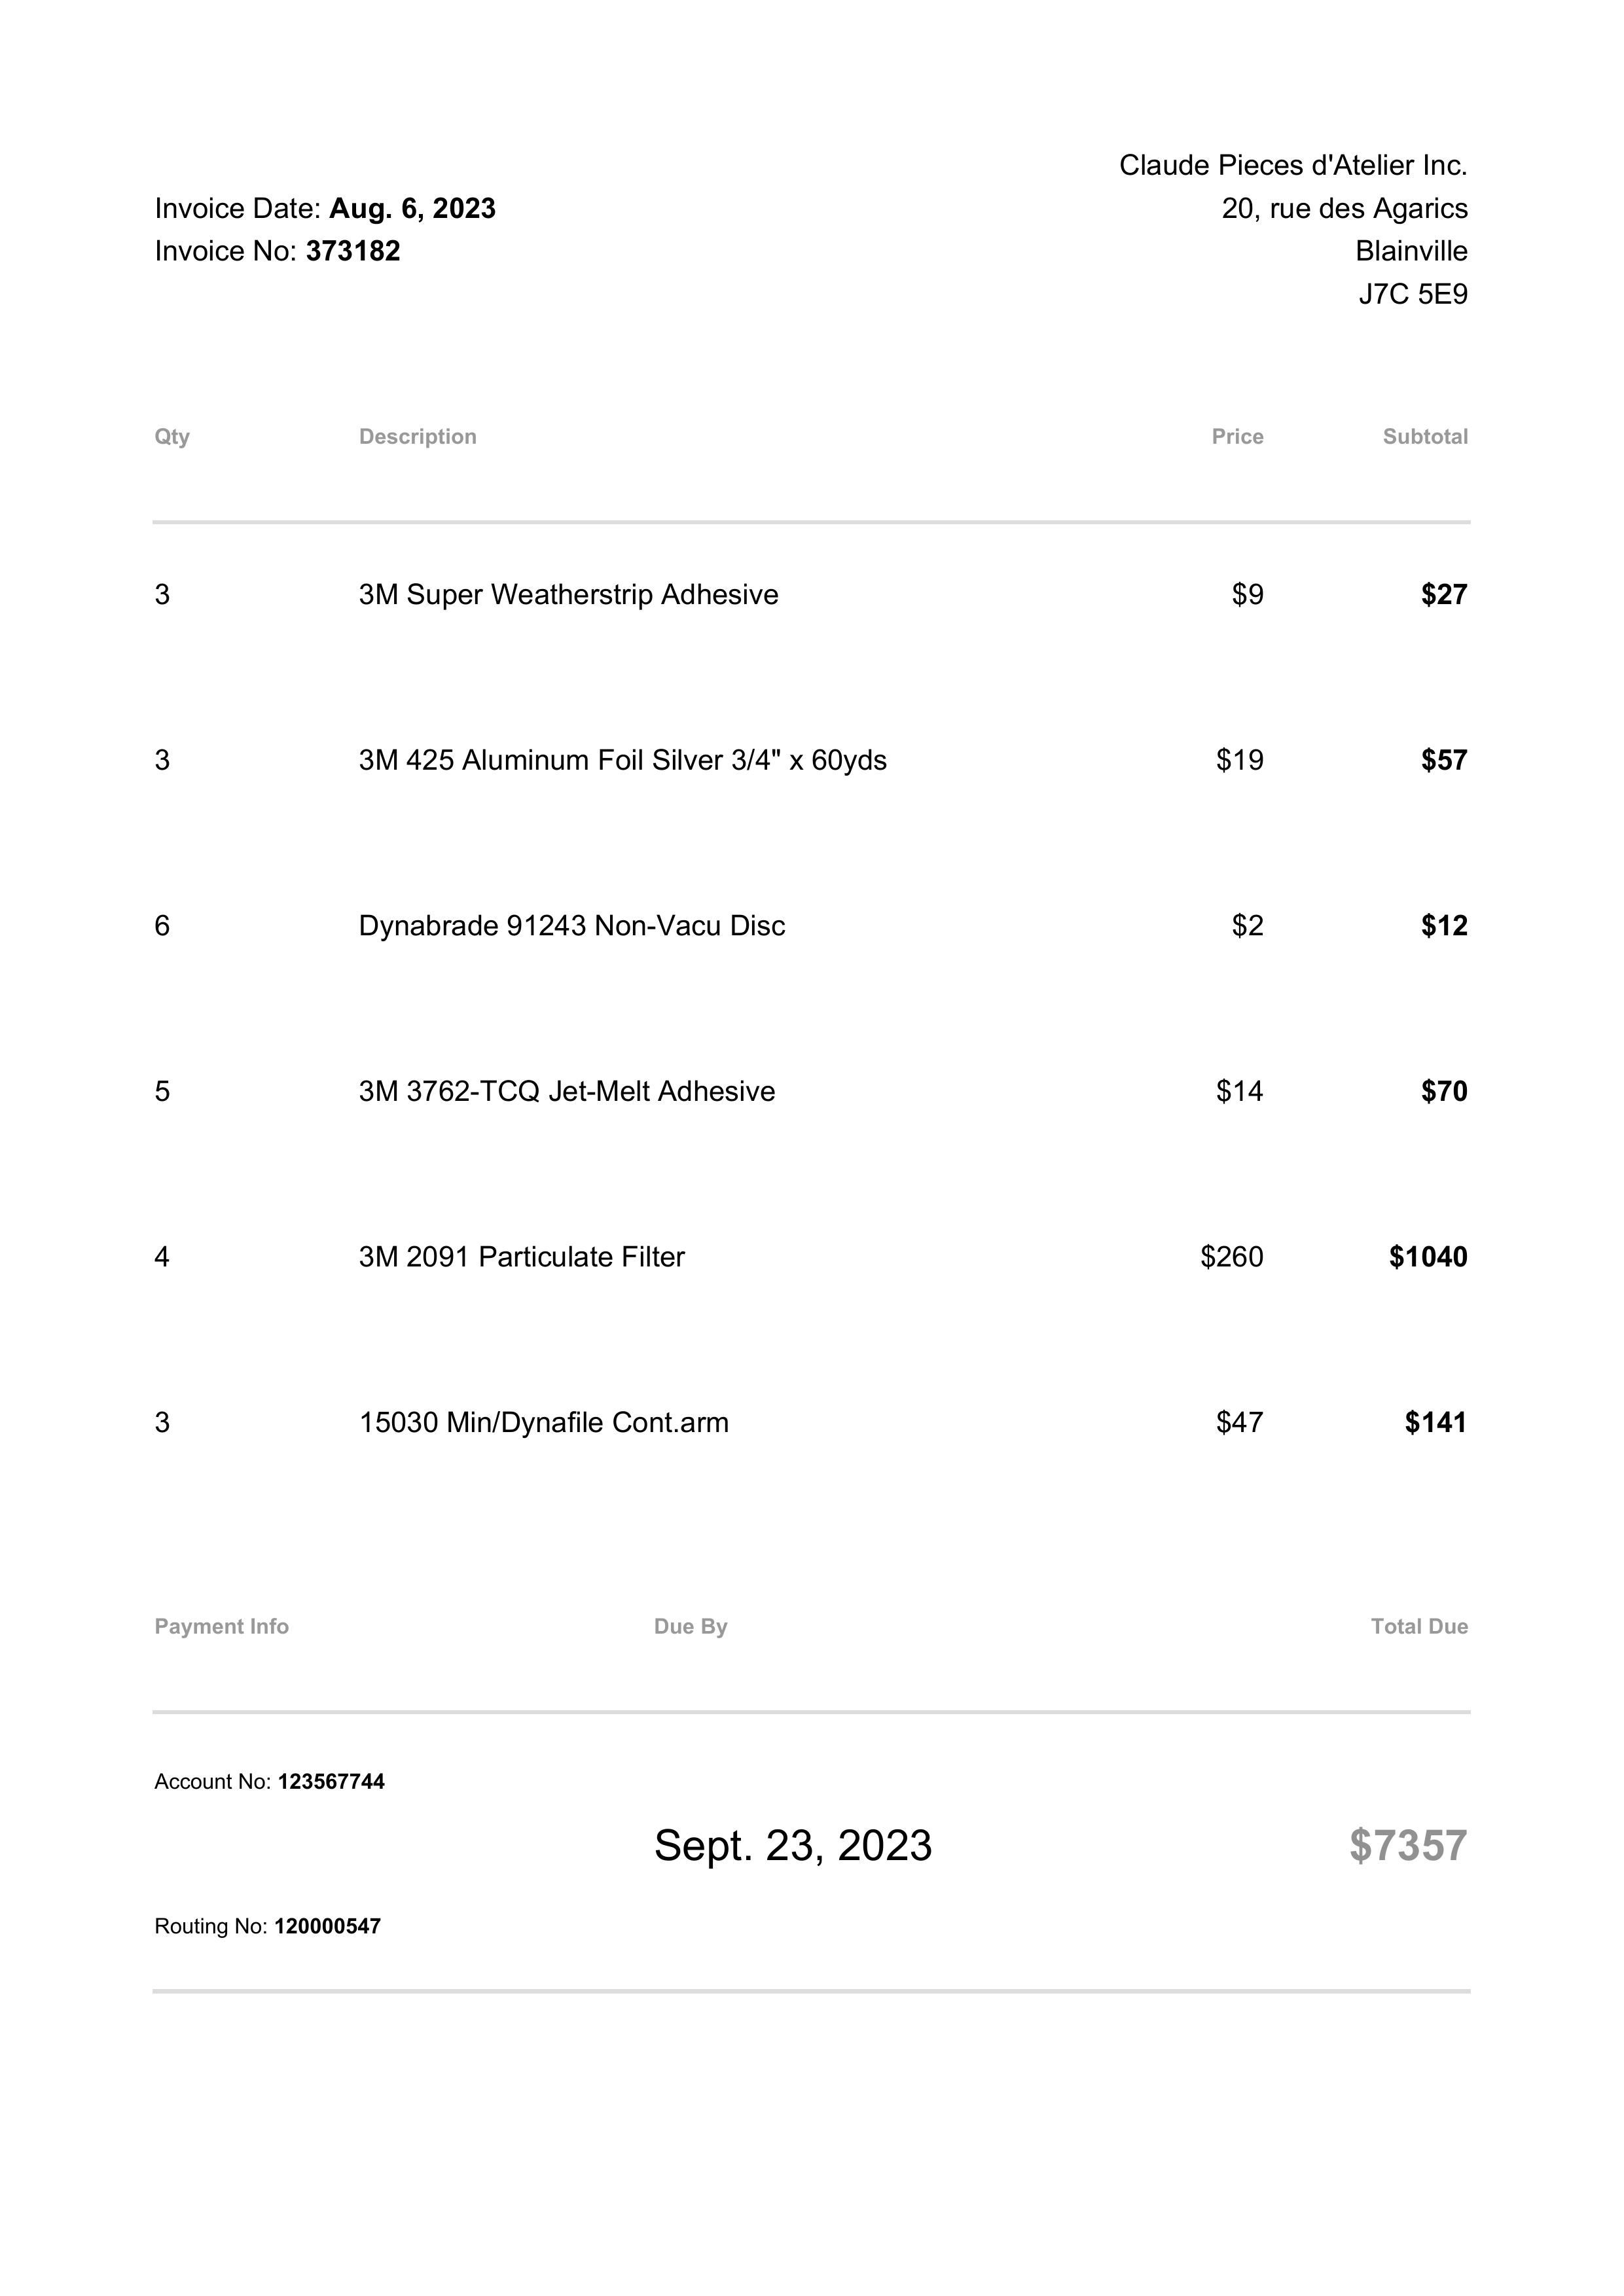 Claude Pieces d'Atelier Inc.
Invoice Date: Aug. 6, 2023 20, rue des Agarics
Invoice No: 373182 Blainville
J7C 5E9
Qty Description Price Subtotal
3 3M Super Weatherstrip Adhesive $9 $27
3 3M 425 Aluminum Foil Silver 3/4" x 60yds $19 $57
6 Dynabrade 91243 Non-Vacu Disc $2 $12
5 3M 3762-TCQ Jet-Melt Adhesive $14 $70
4 3M 2091 Particulate Filter $260 $1040
3 15030 Min/Dynafile Cont.arm $47 $141
Payment Info Due By Total Due
Account No: 123567744
Sept. 23, 2023 $7357
Routing No: 120000547